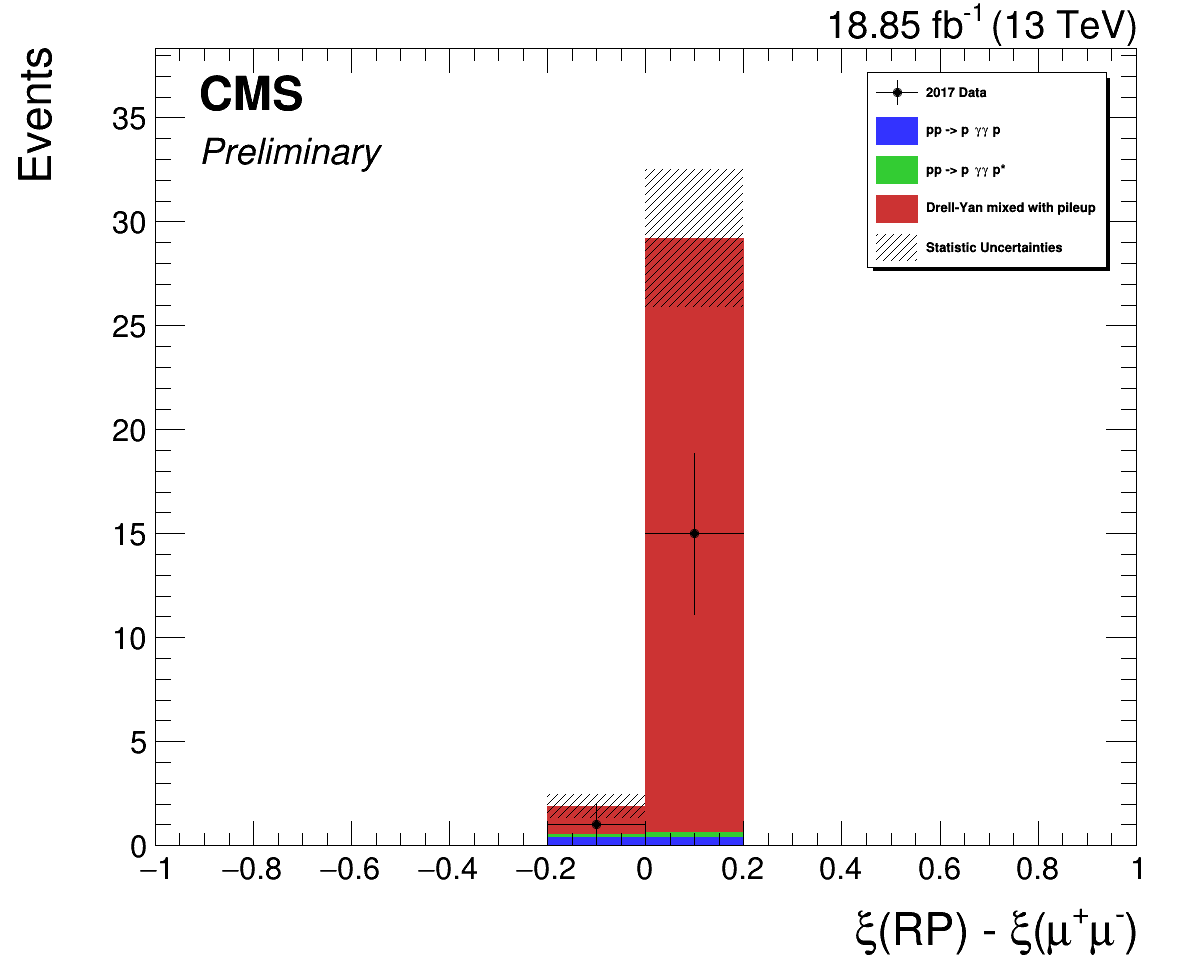 18.85 fb⁻¹ (13 TeV)
Events
CMS
Preliminary
2017 Data
pp -> p γγ p
pp -> p γγ p*
Drell-Yan mixed with pileup
Statistic Uncertainties
35
30
25
20
15
10
5
0
−1 −0.8 −0.6 −0.4 −0.2 0 0.2 0.4 0.6 0.8 1
ξ(RP) - ξ(μ⁺μ⁻)